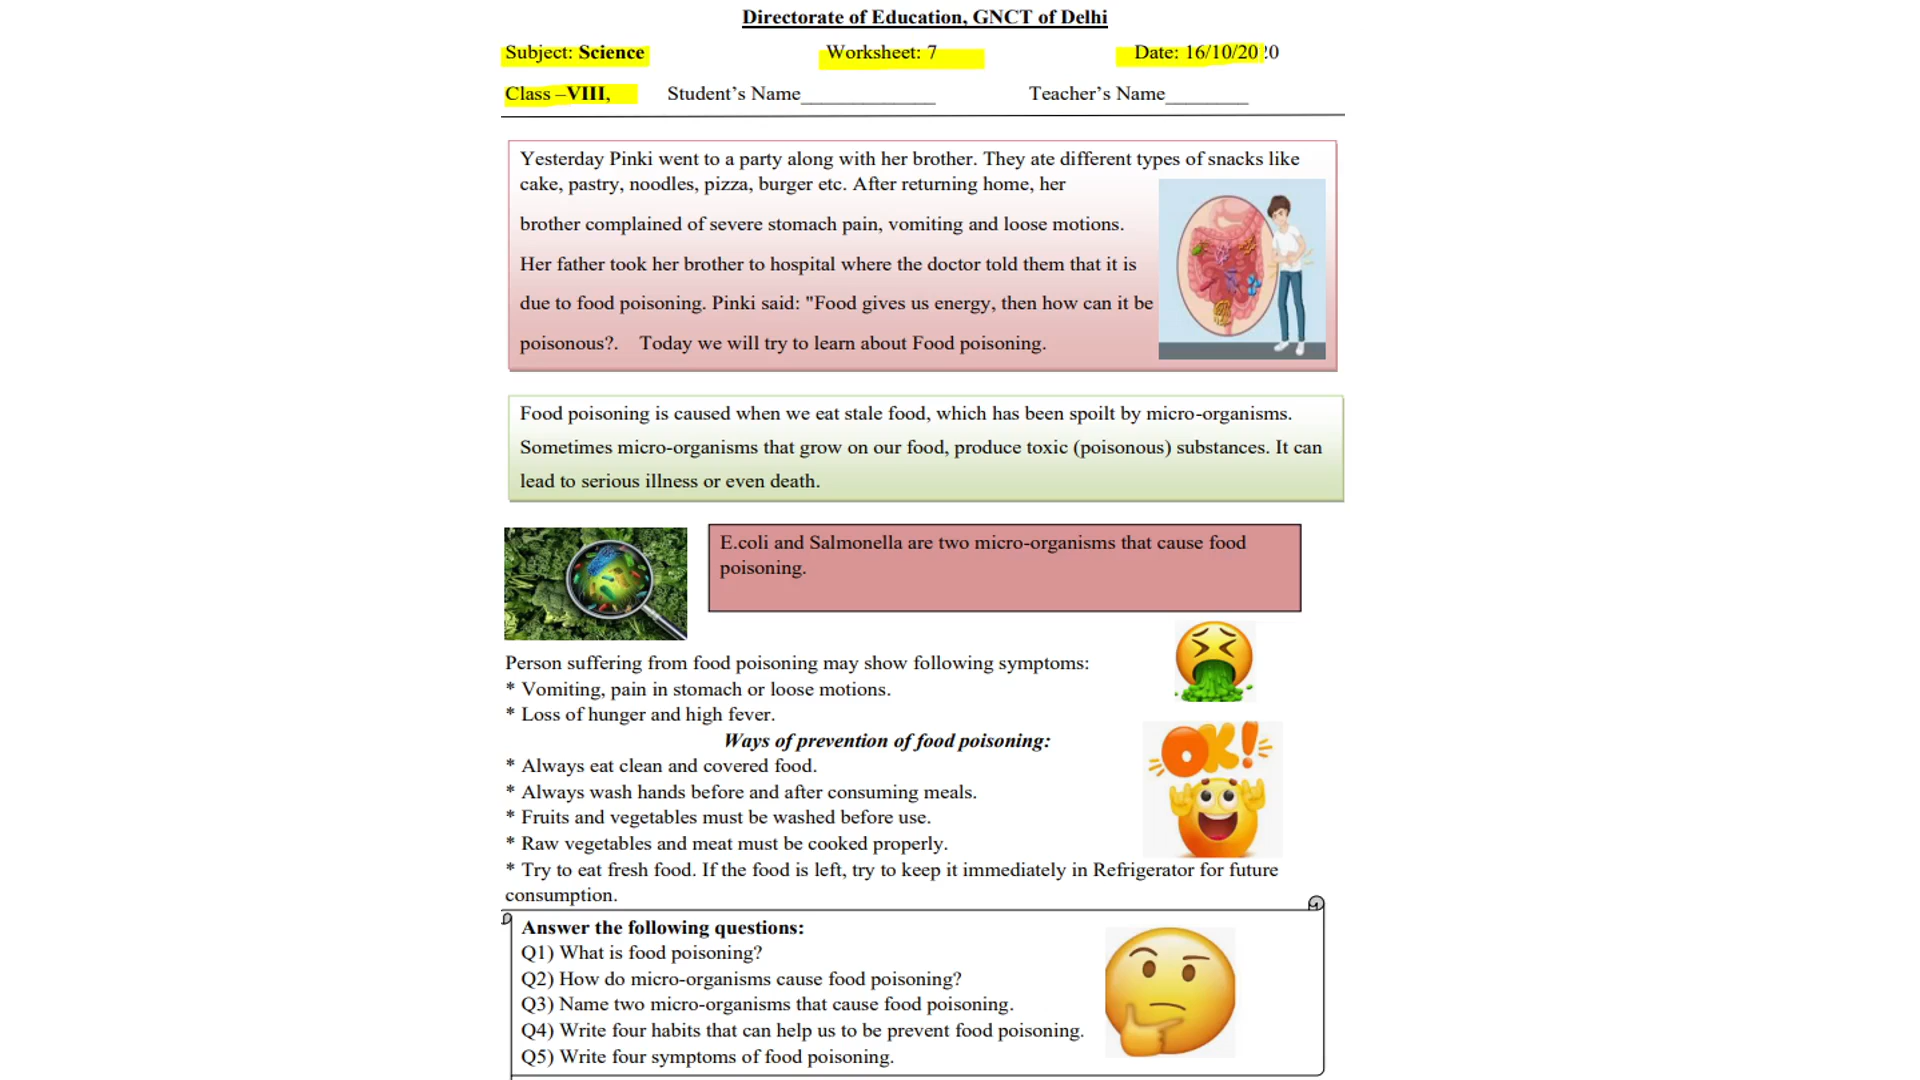 Directorate of Education, GNCT of Delhi
Subject: Science Worksheet: 7 Date: 16/10/2020
Class –VIII, Student's Name_____________ Teacher's Name________
Yesterday Pinki went to a party along with her brother. They ate different types of snacks like
cake, pastry, noodles, pizza, burger etc. After returning home, her
brother complained of severe stomach pain, vomiting and loose motions.
Her father took her brother to hospital where the doctor told them that it is
due to food poisoning. Pinki said: "Food gives us energy, then how can it be
poisonous?. Today we will try to learn about Food poisoning.
Food poisoning is caused when we eat stale food, which has been spoilt by micro-organisms.
Sometimes micro-organisms that grow on our food, produce toxic (poisonous) substances. It can
lead to serious illness or even death.
E.coli and Salmonella are two micro-organisms that cause food
poisoning.
Person suffering from food poisoning may show following symptoms:
* Vomiting, pain in stomach or loose motions.
* Loss of hunger and high fever.
Ways of prevention of food poisoning:
* Always eat clean and covered food.
* Always wash hands before and after consuming meals.
OK!
* Fruits and vegetables must be washed before use.
* Raw vegetables and meat must be cooked properly.
* Try to eat fresh food. If the food is left, try to keep it immediately in Refrigerator for future
consumption.
Answer the following questions:
Q1) What is food poisoning?
Q2) How do micro-organisms cause food poisoning?
Q3) Name two micro-organisms that cause food poisoning.
Q4) Write four habits that can help us to be prevent food poisoning.
Q5) Write four symptoms of food poisoning.